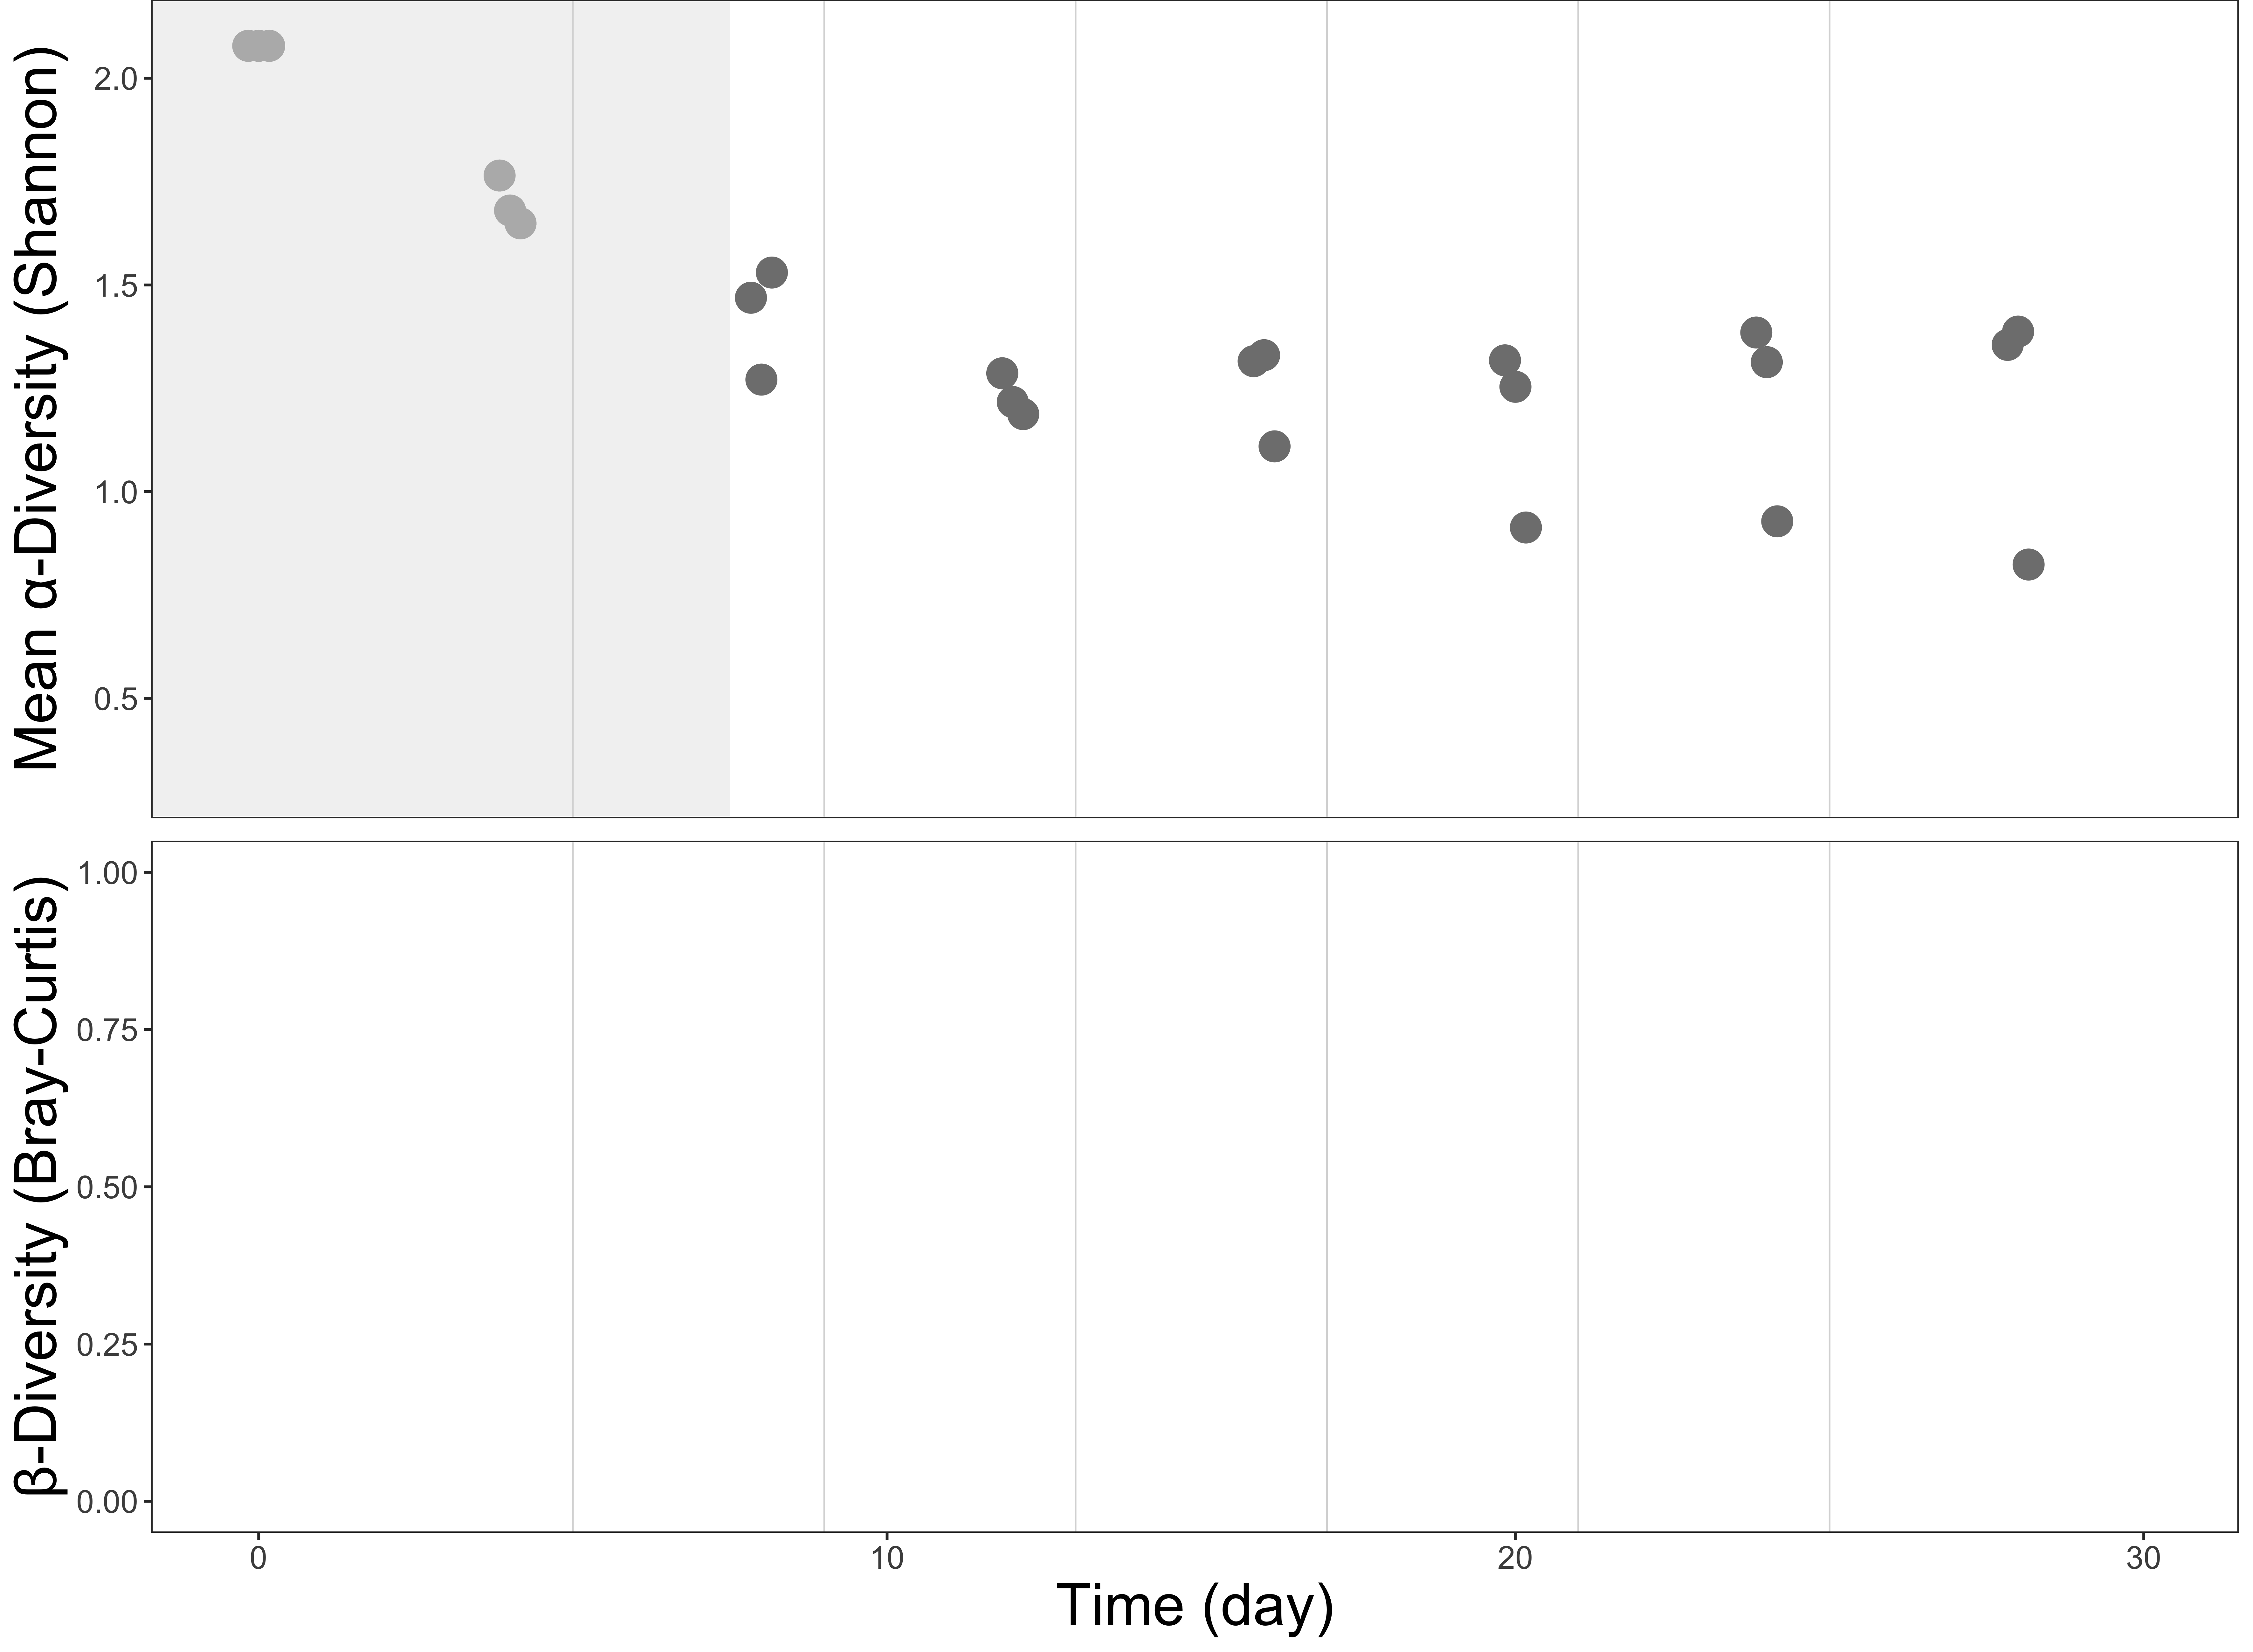 Mean α-Diversity (Shannon)
2.0
1.5
1.0
0.5
β-Diversity (Bray-Curtis)
1.00
0.75
0.50
0.25
0.00
0 10 20 30
Time (day)